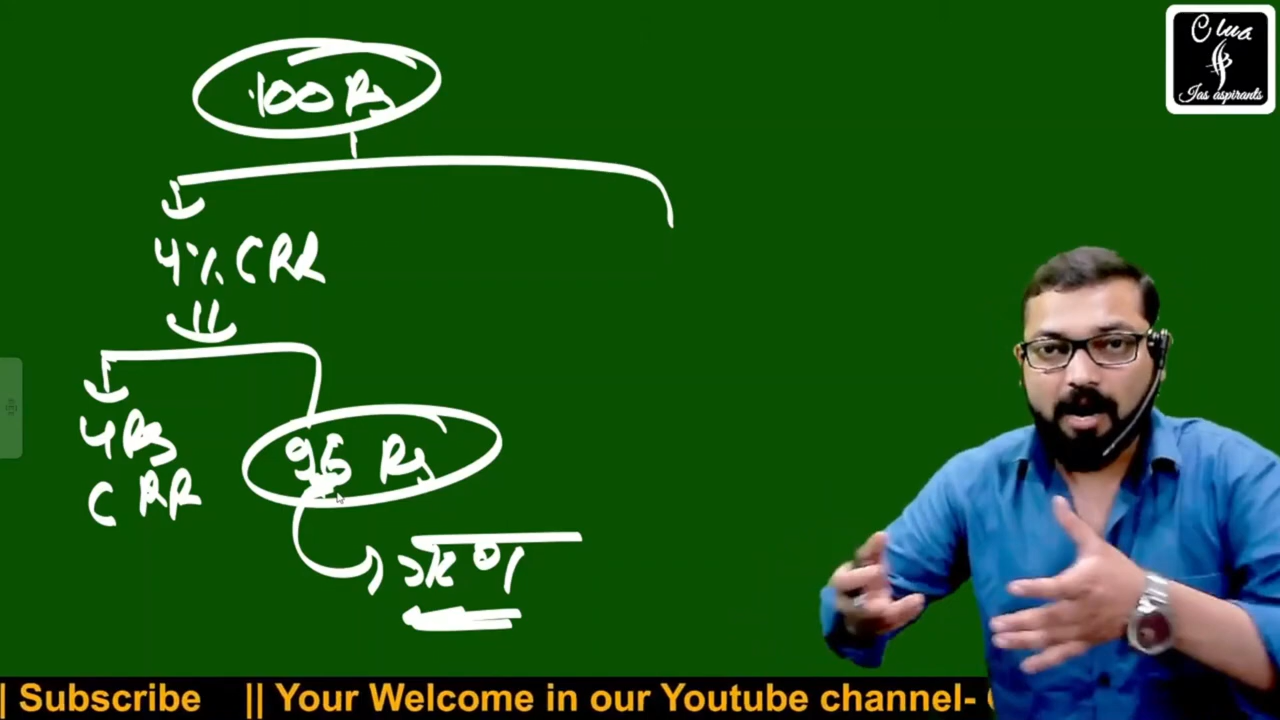 Clua
Ias aspirants
100 Rs
4% CRR
4 Rs
CRR
96 Rs
|| Subscribe || Your Welcome in our Youtube channel-